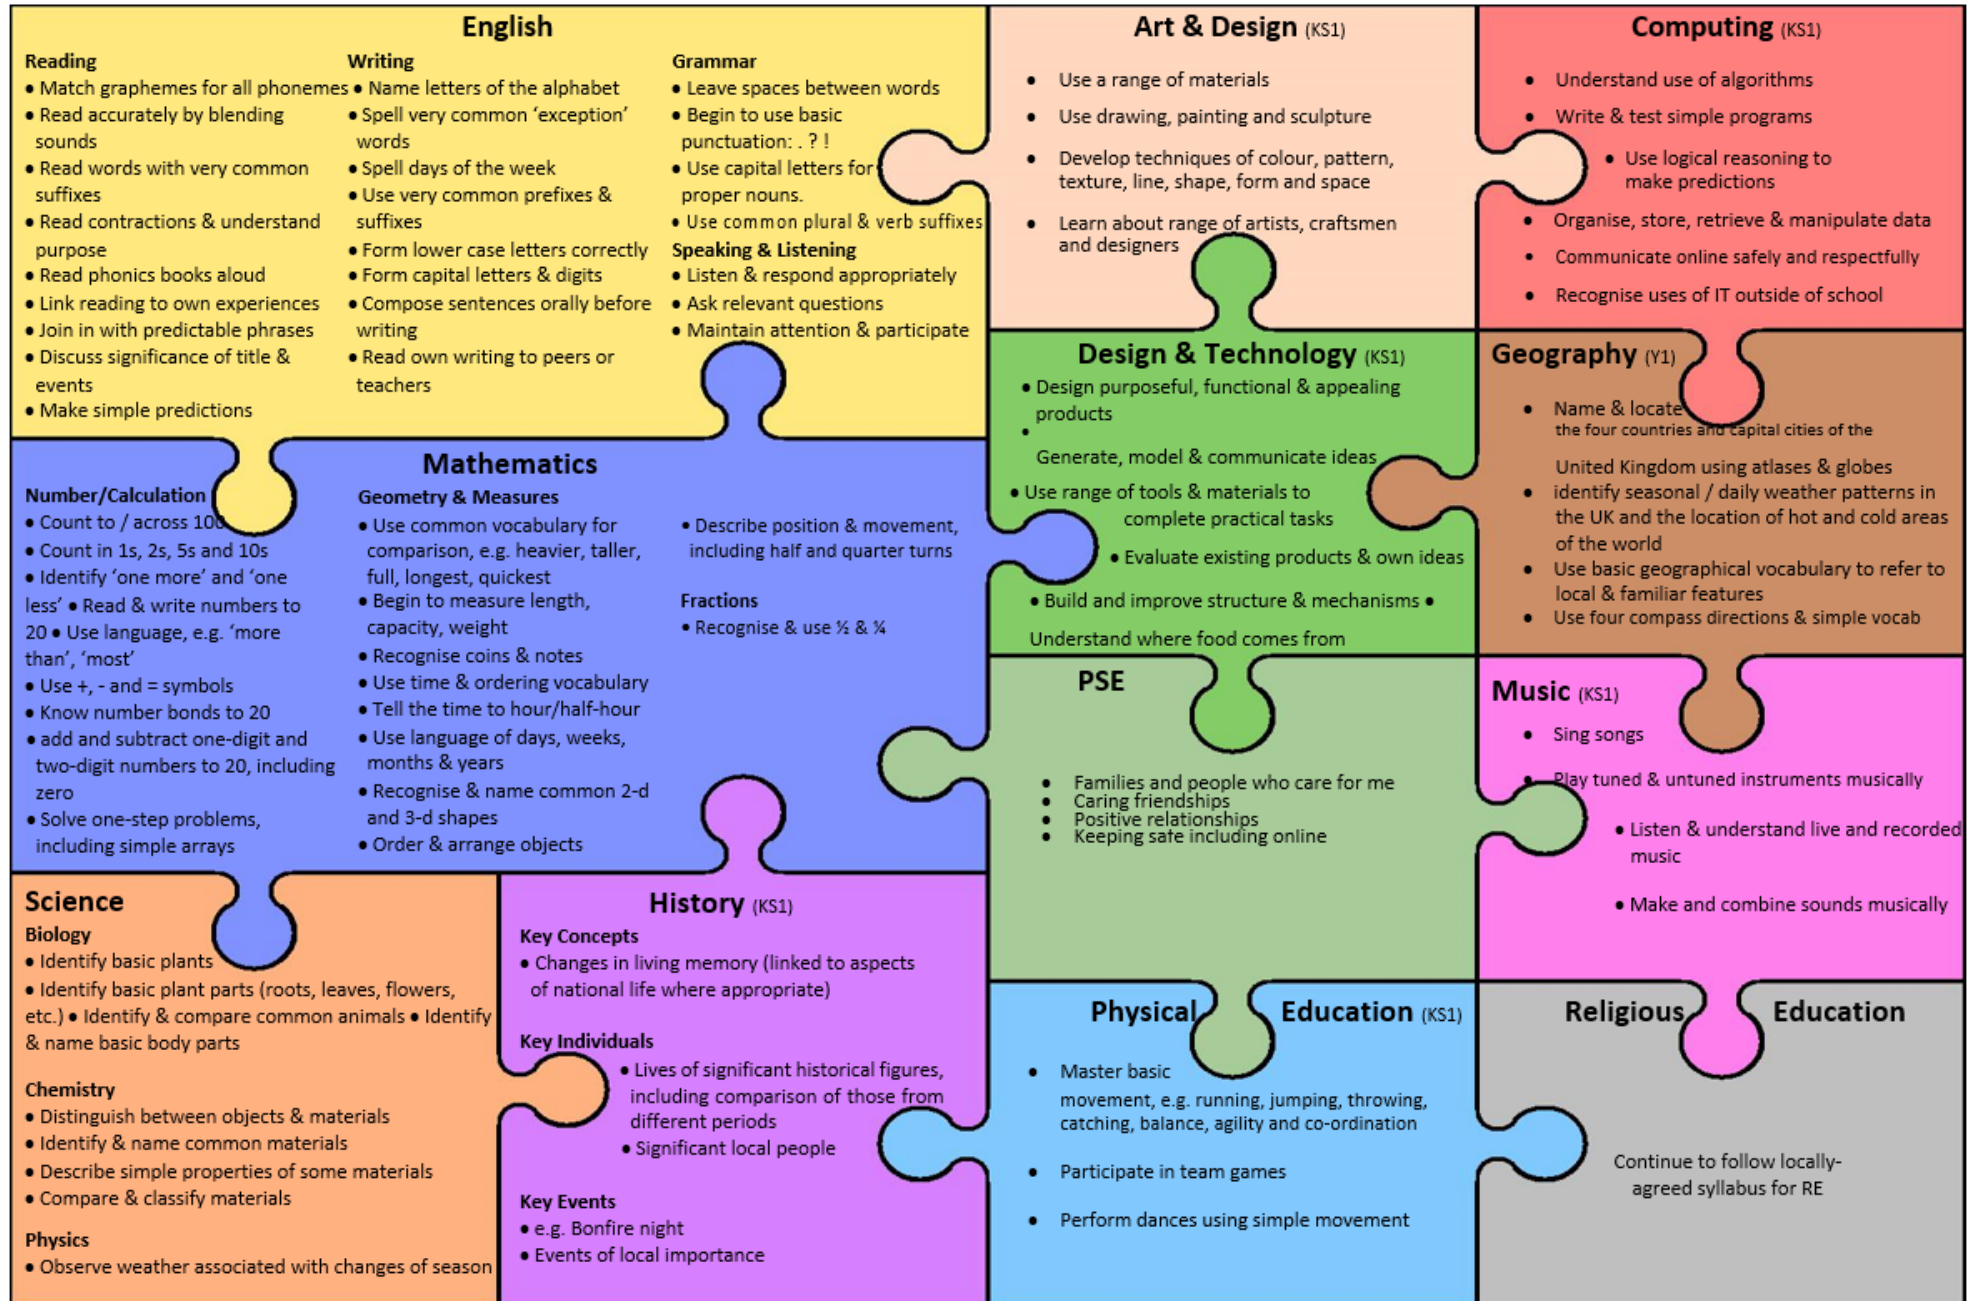 English
Reading
• Match graphemes for all phonemes
• Read accurately by blending
sounds
• Read words with very common
suffixes
• Read contractions & understand
purpose
• Read phonics books aloud
• Link reading to own experiences
• Join in with predictable phrases
• Discuss significance of title &
events
• Make simple predictions
Writing
• Name letters of the alphabet
• Spell very common ‘exception’
words
• Spell days of the week
• Use very common prefixes &
suffixes
• Form lower case letters correctly
• Form capital letters & digits
• Compose sentences orally before
writing
• Read own writing to peers or
teachers
Grammar
• Leave spaces between words
• Begin to use basic
punctuation: . ? !
• Use capital letters for
proper nouns.
• Use common plural & verb suffixes
Speaking & Listening
• Listen & respond appropriately
• Ask relevant questions
• Maintain attention & participate
Art & Design (KS1)
• Use a range of materials
• Use drawing, painting and sculpture
• Develop techniques of colour, pattern,
texture, line, shape, form and space
• Learn about range of artists, craftsmen
and designers
Computing (KS1)
• Understand use of algorithms
• Write & test simple programs
• Use logical reasoning to
make predictions
• Organise, store, retrieve & manipulate data
• Communicate online safely and respectfully
• Recognise uses of IT outside of school
Mathematics
Number/Calculation
• Count to / across 100
• Count in 1s, 2s, 5s and 10s
• Identify ‘one more’ and ‘one
less’ • Read & write numbers to
20 • Use language, e.g. ‘more
than’, ‘most’
• Use +, - and = symbols
• Know number bonds to 20
• add and subtract one-digit and
two-digit numbers to 20, including
zero
• Solve one-step problems,
including simple arrays
Geometry & Measures
• Use common vocabulary for
comparison, e.g. heavier, taller,
full, longest, quickest
• Begin to measure length,
capacity, weight
• Recognise coins & notes
• Use time & ordering vocabulary
• Tell the time to hour/half-hour
• Use language of days, weeks,
months & years
• Recognise & name common 2-d
and 3-d shapes
• Order & arrange objects
• Describe position & movement,
including half and quarter turns
Fractions
• Recognise & use ½ & ¼
Design & Technology (KS1)
• Design purposeful, functional & appealing
products
•
Generate, model & communicate ideas
• Use range of tools & materials to
complete practical tasks
• Evaluate existing products & own ideas
• Build and improve structure & mechanisms •
Understand where food comes from
Geography (Y1)
• Name & locate
the four countries and capital cities of the
United Kingdom using atlases & globes
• identify seasonal / daily weather patterns in
the UK and the location of hot and cold areas
of the world
• Use basic geographical vocabulary to refer to
local & familiar features
• Use four compass directions & simple vocab
PSE
• Families and people who care for me
• Caring friendships
• Positive relationships
• Keeping safe including online
Music (KS1)
• Sing songs
• Play tuned & untuned instruments musically
• Listen & understand live and recorded
music
• Make and combine sounds musically
Science
Biology
• Identify basic plants
• Identify basic plant parts (roots, leaves, flowers,
etc.) • Identify & compare common animals • Identify
& name basic body parts
Chemistry
• Distinguish between objects & materials
• Identify & name common materials
• Describe simple properties of some materials
• Compare & classify materials
Physics
• Observe weather associated with changes of season
History (KS1)
Key Concepts
• Changes in living memory (linked to aspects
of national life where appropriate)
Key Individuals
• Lives of significant historical figures,
including comparison of those from
different periods
• Significant local people
Key Events
• e.g. Bonfire night
• Events of local importance
Physical Education (KS1)
• Master basic
movement, e.g. running, jumping, throwing,
catching, balance, agility and co-ordination
• Participate in team games
• Perform dances using simple movement
Religious Education
Continue to follow locally-
agreed syllabus for RE